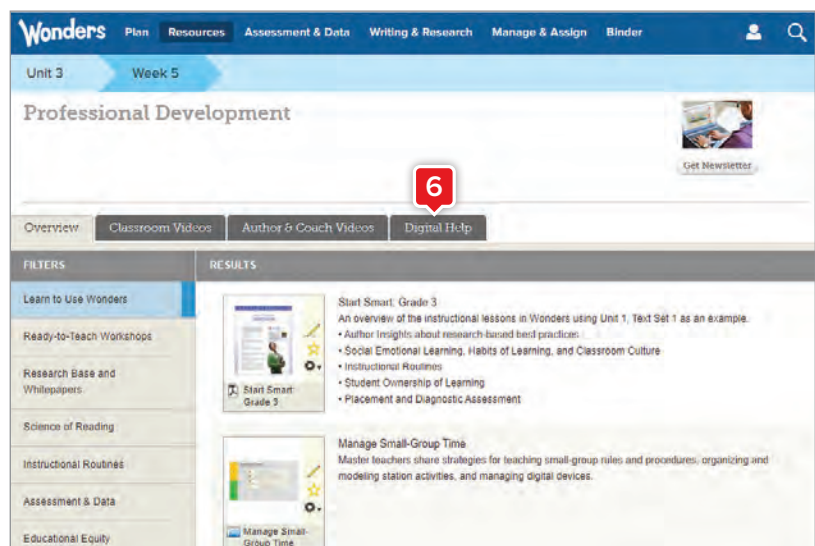 Wonders Plan Resources Assessment & Data Writing & Research Manage & Assign Binder
Unit 3 Week 5
Professional Development
Get Newsletter
6
Overview Classroom Videos Author & Coach Videos Digital Help
FILTERS RESULTS
Learn to Use Wonders
Ready-to-Teach Workshops
Research Base and
Whitepapers
Science of Reading
Instructional Routines
Assessment & Data
Educational Equity
Start Smart: Grade 3
An overview of the instructional lessons in Wonders using Unit 1, Text Set 1 as an example.
• Author Insights about research-based best practices
• Social Emotional Learning, Habits of Learning, and Classroom Culture
• Instructional Routines
• Student Ownership of Learning
• Placement and Diagnostic Assessment
Start Smart:
Grade 3
Manage Small-Group Time
Master teachers share strategies for teaching small-group rules and procedures, organizing and
modeling station activities, and managing digital devices.
Manage Small-
Group Time